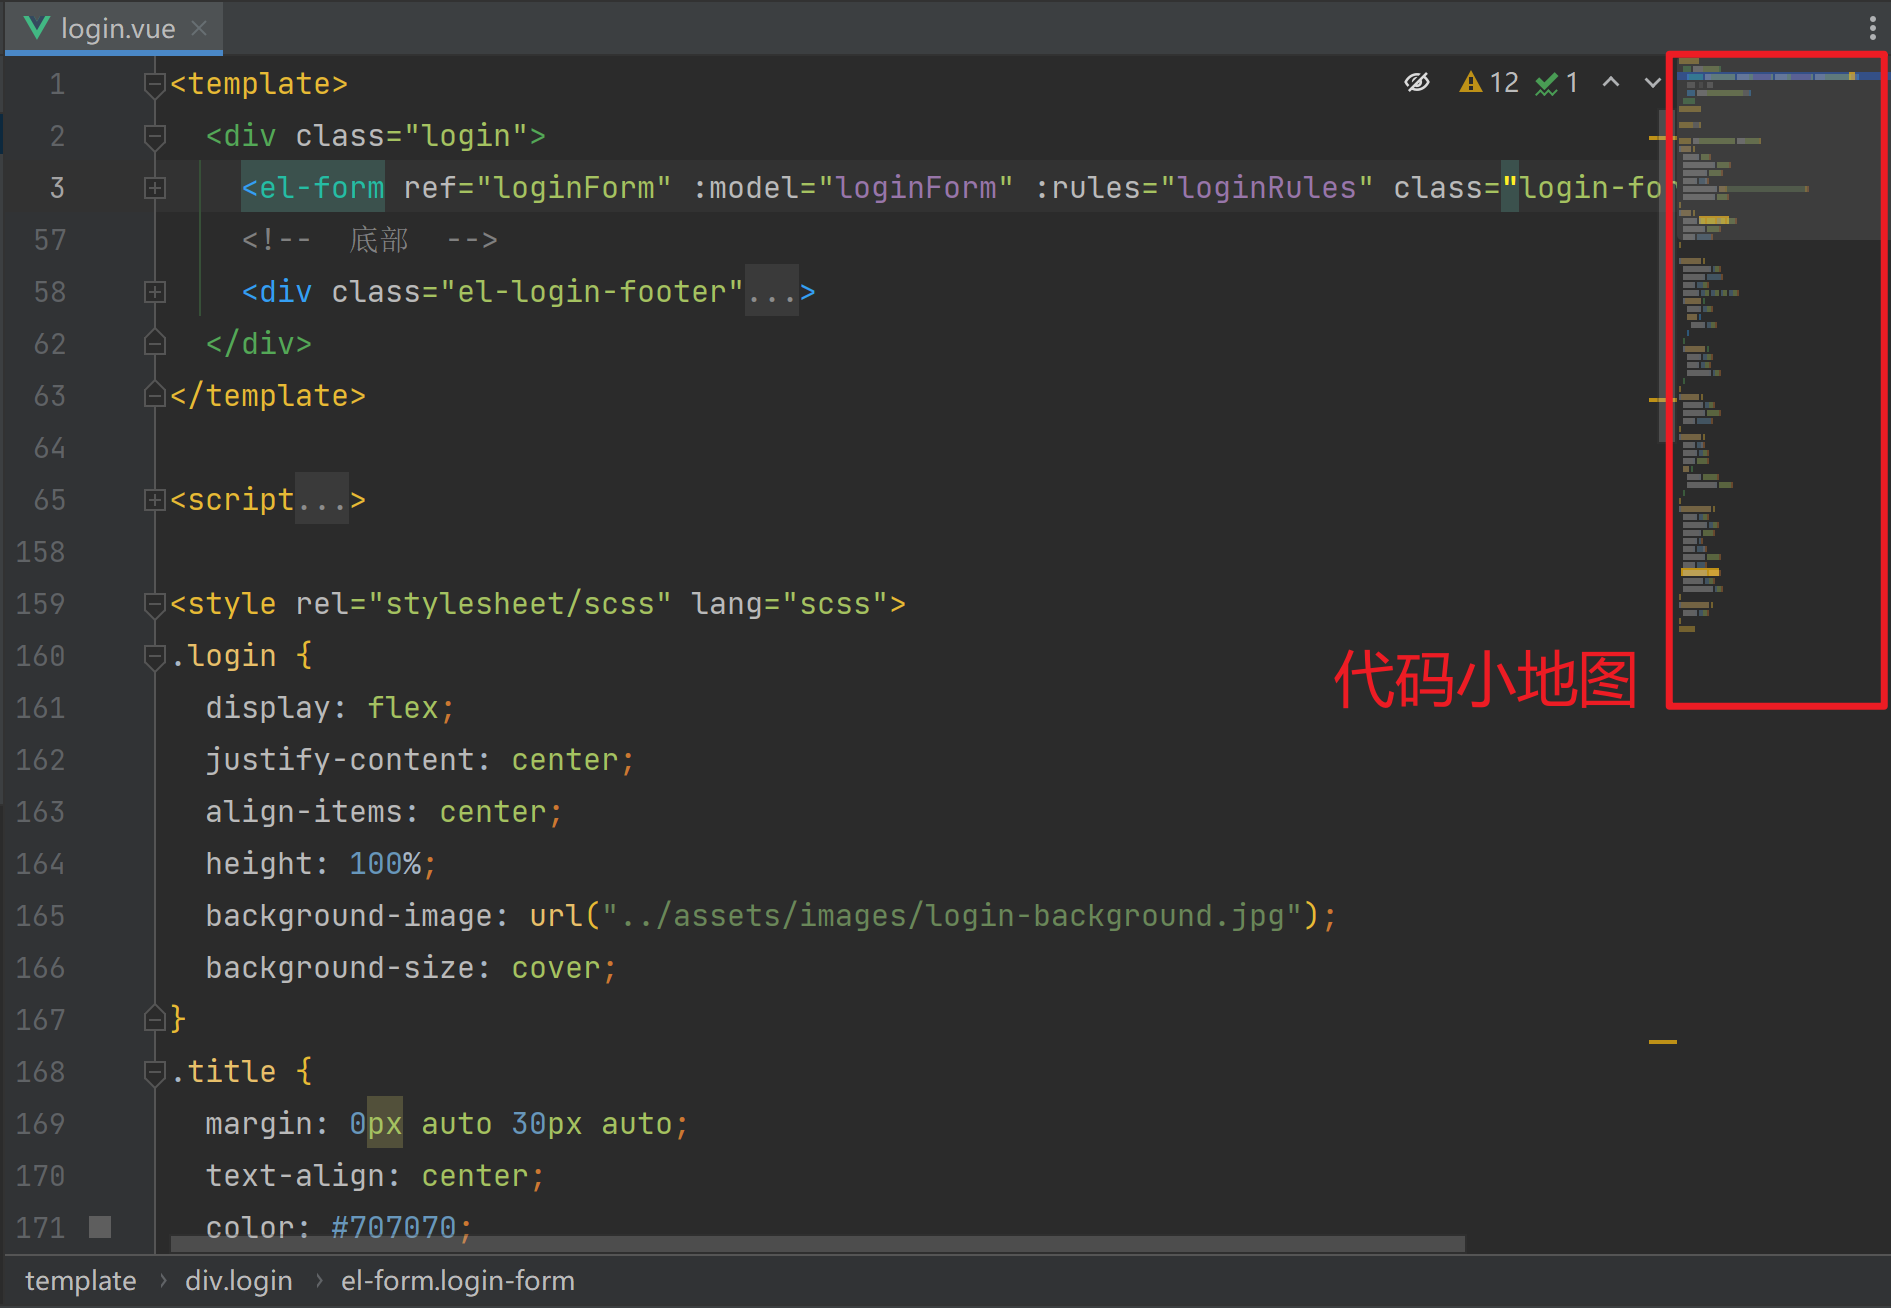 login.vue
12 1
1 <template>
2 <div class="login">
3 <el-form ref="loginForm" :model="loginForm" :rules="loginRules" class="login-for
57 <!-- 底部 -->
58 <div class="el-login-footer"...>
62 </div>
63 </template>
64
65 <script...>
158
159 <style rel="stylesheet/scss" lang="scss">
160 .login {
161 display: flex;
162 justify-content: center;
163 align-items: center;
164 height: 100%;
165 background-image: url("../assets/images/login-background.jpg");
166 background-size: cover;
167 }
168 .title {
169 margin: 0px auto 30px auto;
170 text-align: center;
171 color: #707070;
代码小地图
template › div.login › el-form.login-form